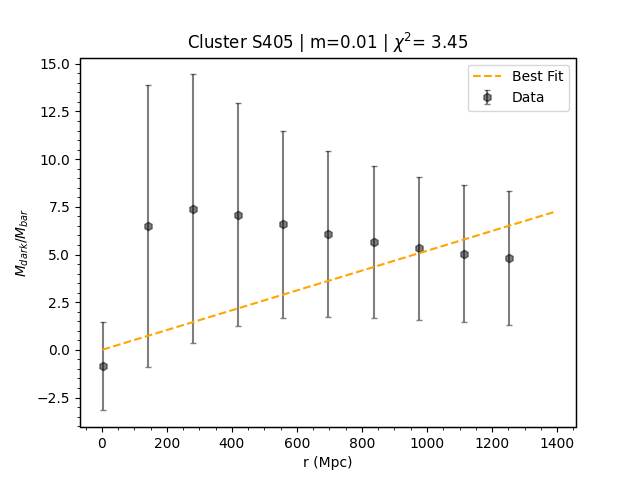 Cluster S405 | m=0.01 | χ²= 3.45
15.0
12.5
10.0
7.5
5.0
2.5
0.0
−2.5
M_dark/M_bar
Best Fit
Data
0 200 400 600 800 1000 1200 1400
r (Mpc)